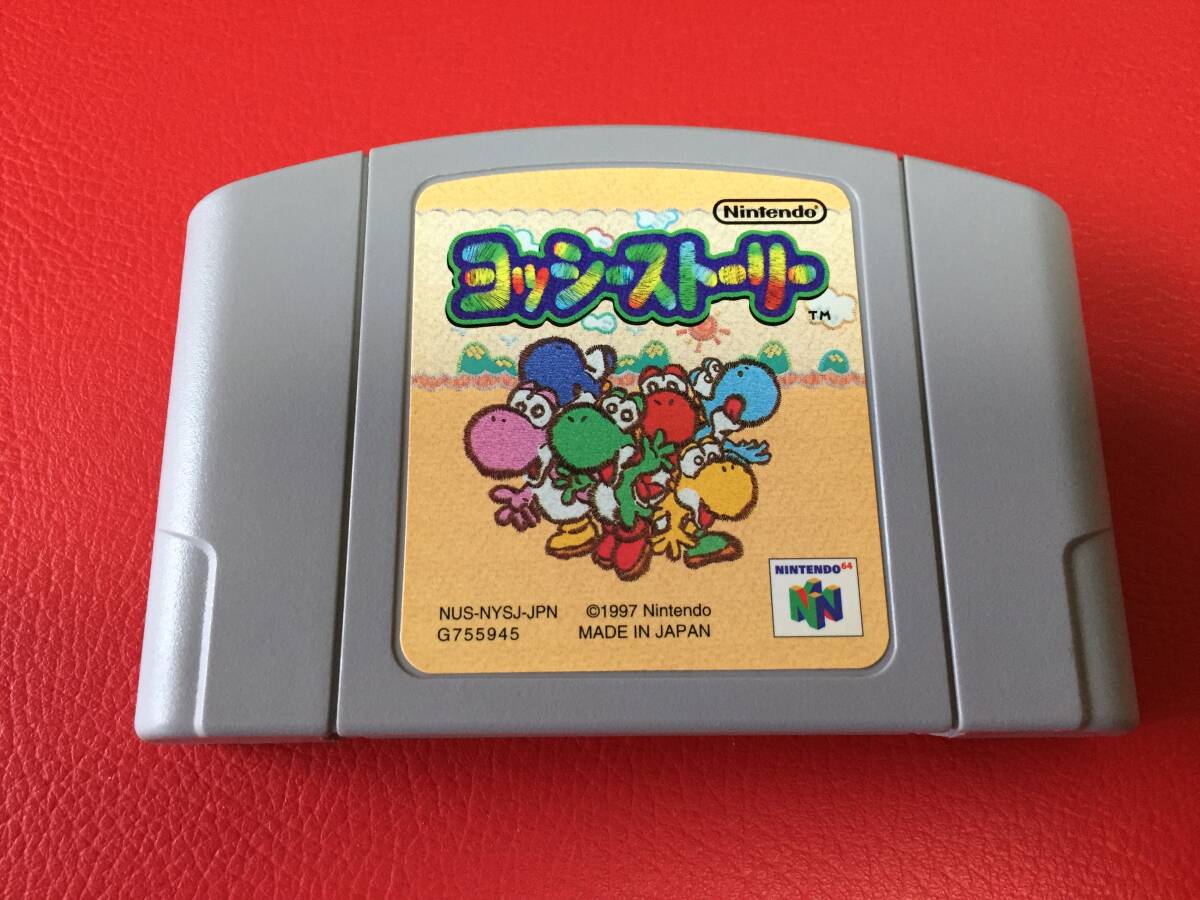 Nintendo®
ヨッシーストーリー
TM
NINTENDO64
NUS-NYSJ-JPN ©1997 Nintendo
G755945 MADE IN JAPAN